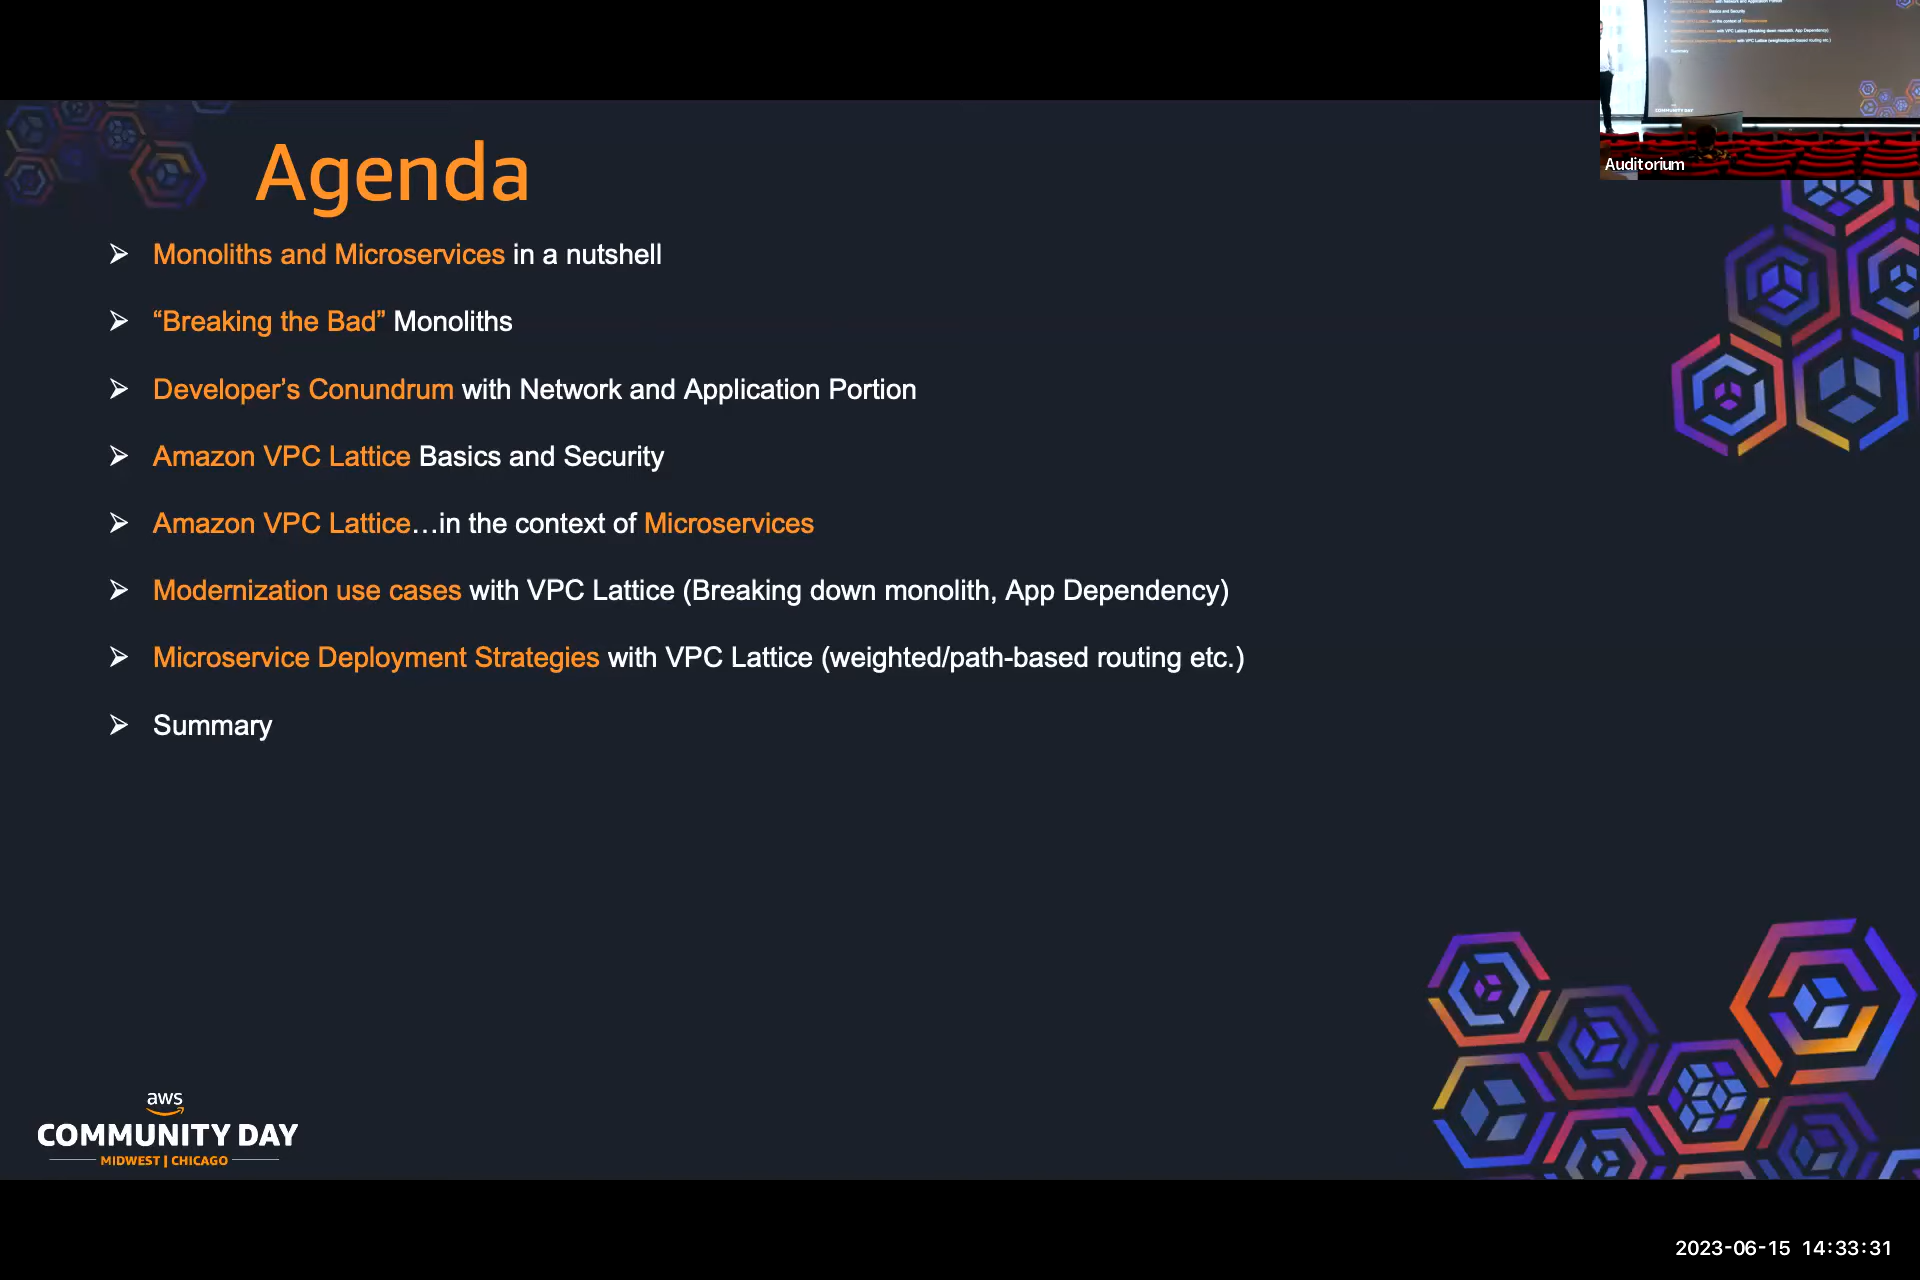 Agenda
Monoliths and Microservices in a nutshell
“Breaking the Bad” Monoliths
Developer’s Conundrum with Network and Application Portion
Amazon VPC Lattice Basics and Security
Amazon VPC Lattice…in the context of Microservices
Modernization use cases with VPC Lattice (Breaking down monolith, App Dependency)
Microservice Deployment Strategies with VPC Lattice (weighted/path-based routing etc.)
Summary
Auditorium
aws
COMMUNITY DAY
MIDWEST | CHICAGO
2023-06-15 14:33:31